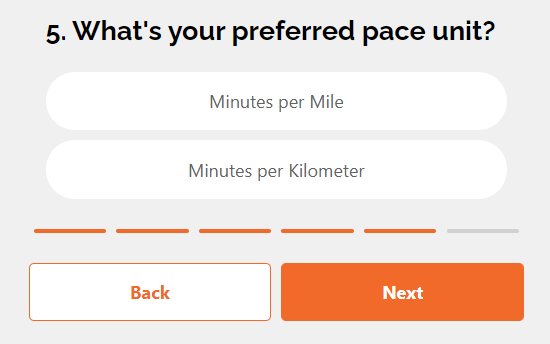 5. What's your preferred pace unit?
Minutes per Mile
Minutes per Kilometer
Back
Next